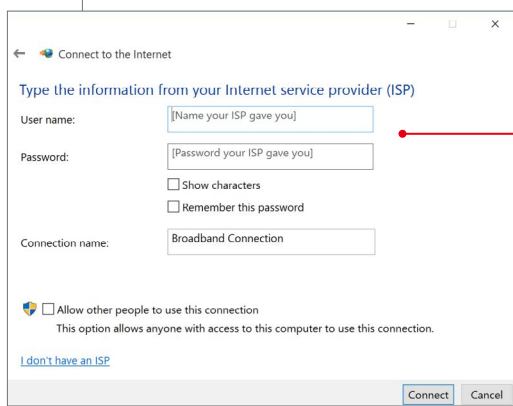 Connect to the Internet
Type the information from your Internet service provider (ISP)
User name: [Name your ISP gave you]
Password: [Password your ISP gave you]
Show characters
Remember this password
Connection name: Broadband Connection
Allow other people to use this connection
This option allows anyone with access to this computer to use this connection.
I don't have an ISP
Connect Cancel